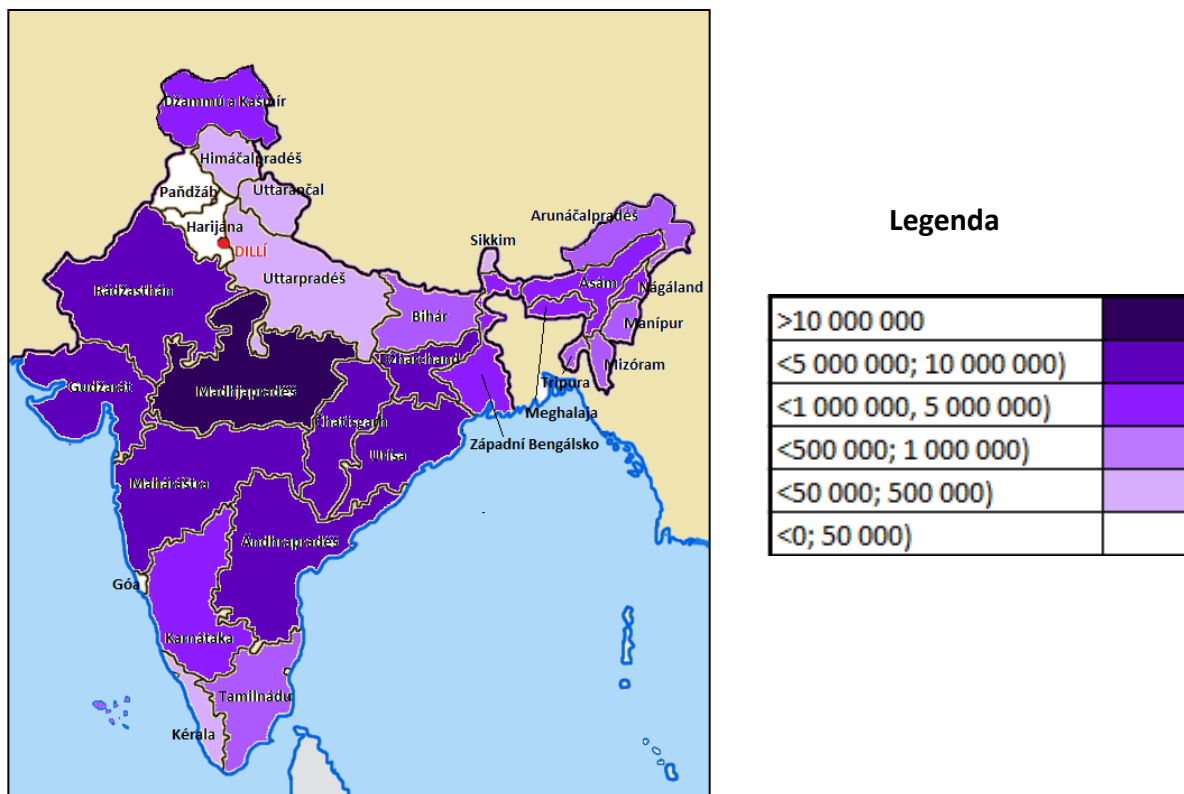 Džammú a Kašmír
Himáčalpradéš
Paňdžáb
Uttaránčal
Harijána
DILLÍ
Arunáčalpradéš
Sikkim
Uttarpradéš
Rádžasthán
Ásám
Nágáland
Bihár
Manípur
Džharchand
Mizóram
Gudžarát
Madhjapradéš
Tripura
Chatísgarh
Meghalaja
Západní Bengálsko
Urísa
Maháráštra
Ándhrapradéš
Góa
Karnátaka
Tamilnádu
Kérala
Legenda
>10 000 000
<5 000 000; 10 000 000)
<1 000 000, 5 000 000)
<500 000; 1 000 000)
<50 000; 500 000)
<0; 50 000)